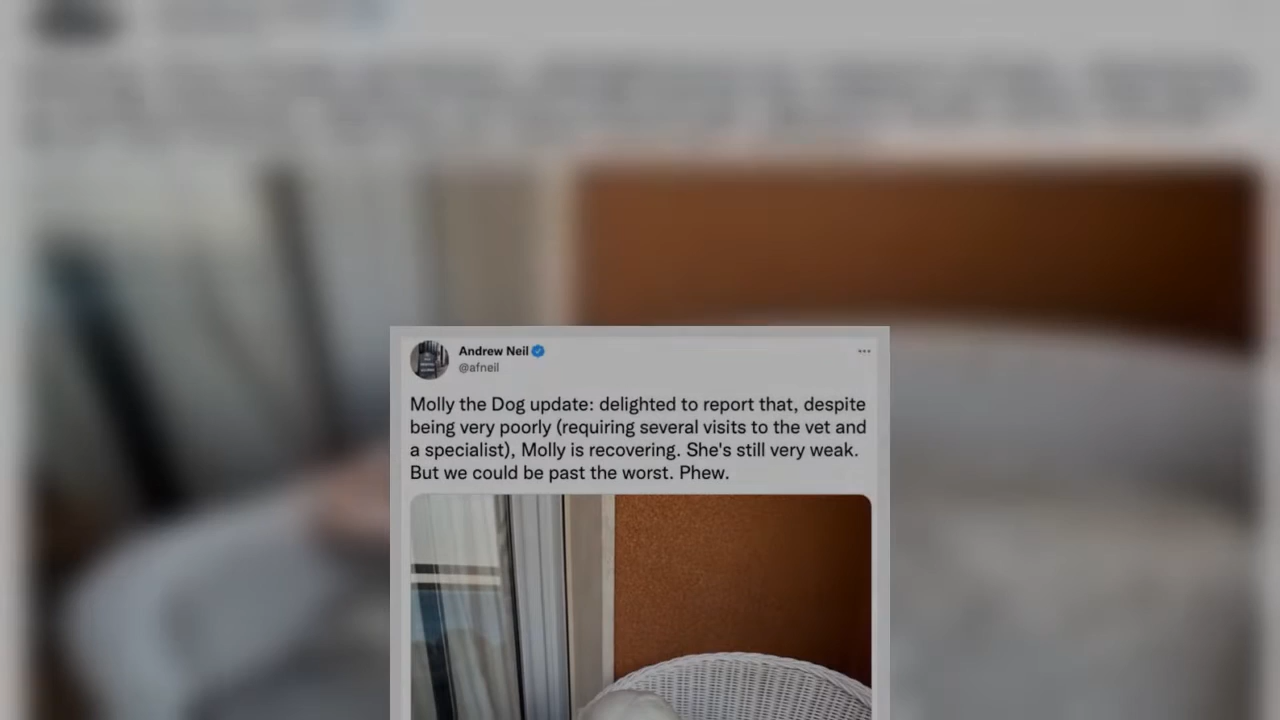 Andrew Neil
@afneil
Molly the Dog update: delighted to report that, despite
being very poorly (requiring several visits to the vet and
a specialist), Molly is recovering. She's still very weak.
But we could be past the worst. Phew.